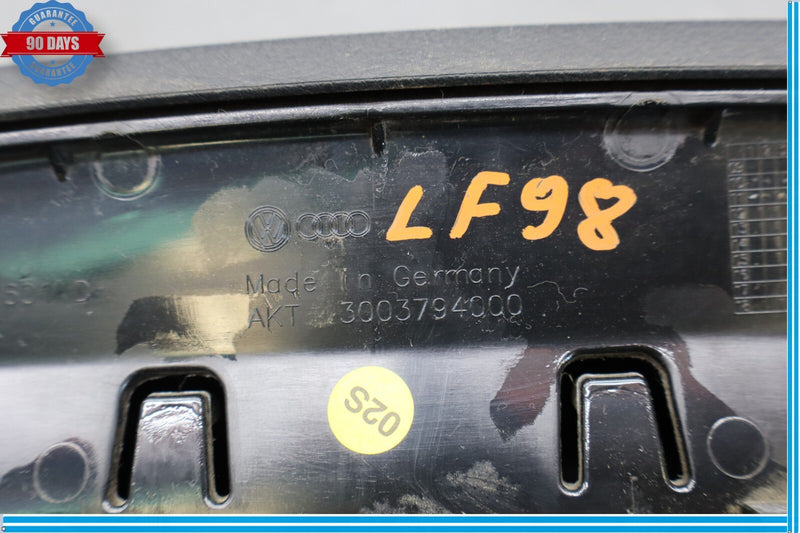 GUARANTEE
90 DAYS
GUARANTEE
LF98
Made in Germany
AKT 3003794000
02S